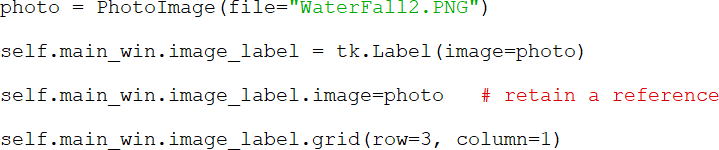 photo = PhotoImage(file="WaterFall2.PNG")
self.main_win.image_label = tk.Label(image=photo)
self.main_win.image_label.image=photo   # retain a reference
self.main_win.image_label.grid(row=3, column=1)